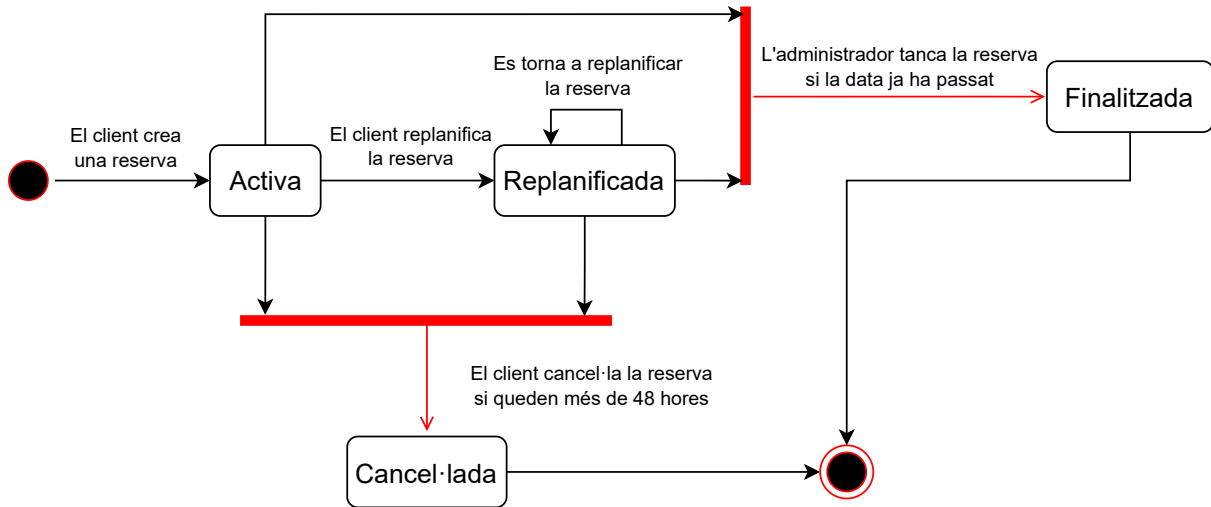 L'administrador tanca la reserva
si la data ja ha passat
Finalitzada
Es torna a replanificar
la reserva
El client crea
una reserva
El client replanifica
la reserva
Activa
Replanificada
El client cancel·la la reserva
si queden més de 48 hores
Cancel·lada